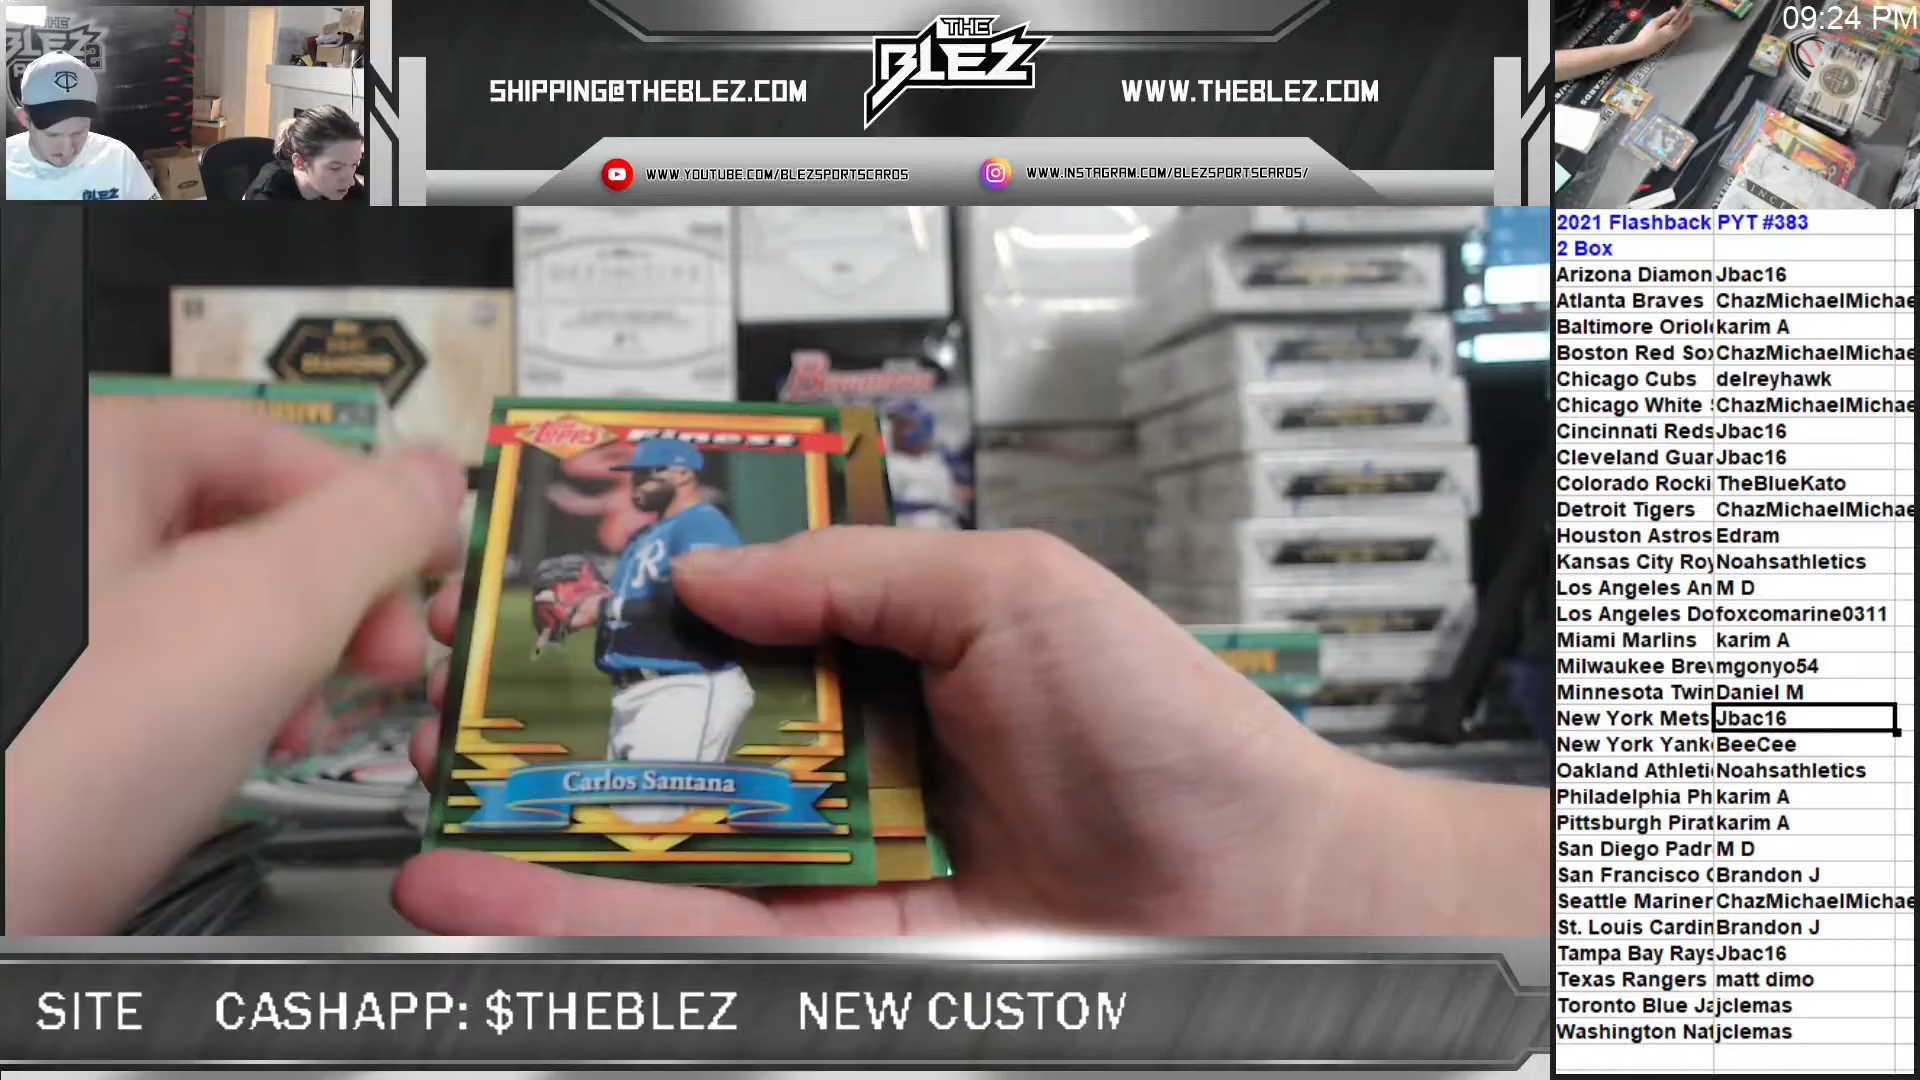 09:24 PM
THE
BLEZ
SHIPPING@THEBLEZ.COM
WWW.THEBLEZ.COM
WWW.YOUTUBE.COM/BLEZSPORTSCARDS
WWW.INSTAGRAM.COM/BLEZSPORTSCARDS/
2021 Flashback PYT #383
2 Box
Arizona Diamon Jbac16
Atlanta Braves ChazMichaelMichae
Baltimore Oriol karim A
Boston Red Sox ChazMichaelMichae
Chicago Cubs delreyhawk
Chicago White ChazMichaelMichae
Cincinnati Reds Jbac16
Cleveland Guar Jbac16
Colorado Rocki TheBlueKato
Detroit Tigers ChazMichaelMichae
Houston Astros Edram
Kansas City Roy Noahsathletics
Los Angeles An M D
Los Angeles Do foxcomarine0311
Miami Marlins karim A
Milwaukee Brew mgonyo54
Minnesota Twin Daniel M
New York Mets Jbac16
New York Yank BeeCee
Oakland Athleti Noahsathletics
Philadelphia Ph karim A
Pittsburgh Pirat karim A
San Diego Padr M D
San Francisco Brandon J
Seattle Mariner ChazMichaelMichae
St. Louis Cardin Brandon J
Tampa Bay Rays Jbac16
Texas Rangers matt dimo
Toronto Blue Ja jclemas
Washington Nat jclemas
Bowman
Topps Finest
R
Carlos Santana
SITE CASHAPP: $THEBLEZ NEW CUSTOM